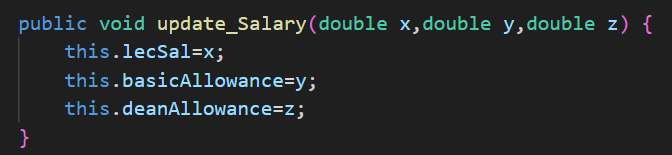 public void update_Salary(double x,double y,double z) {
    this.lecSal=x;
    this.basicAllowance=y;
    this.deanAllowance=z;
}